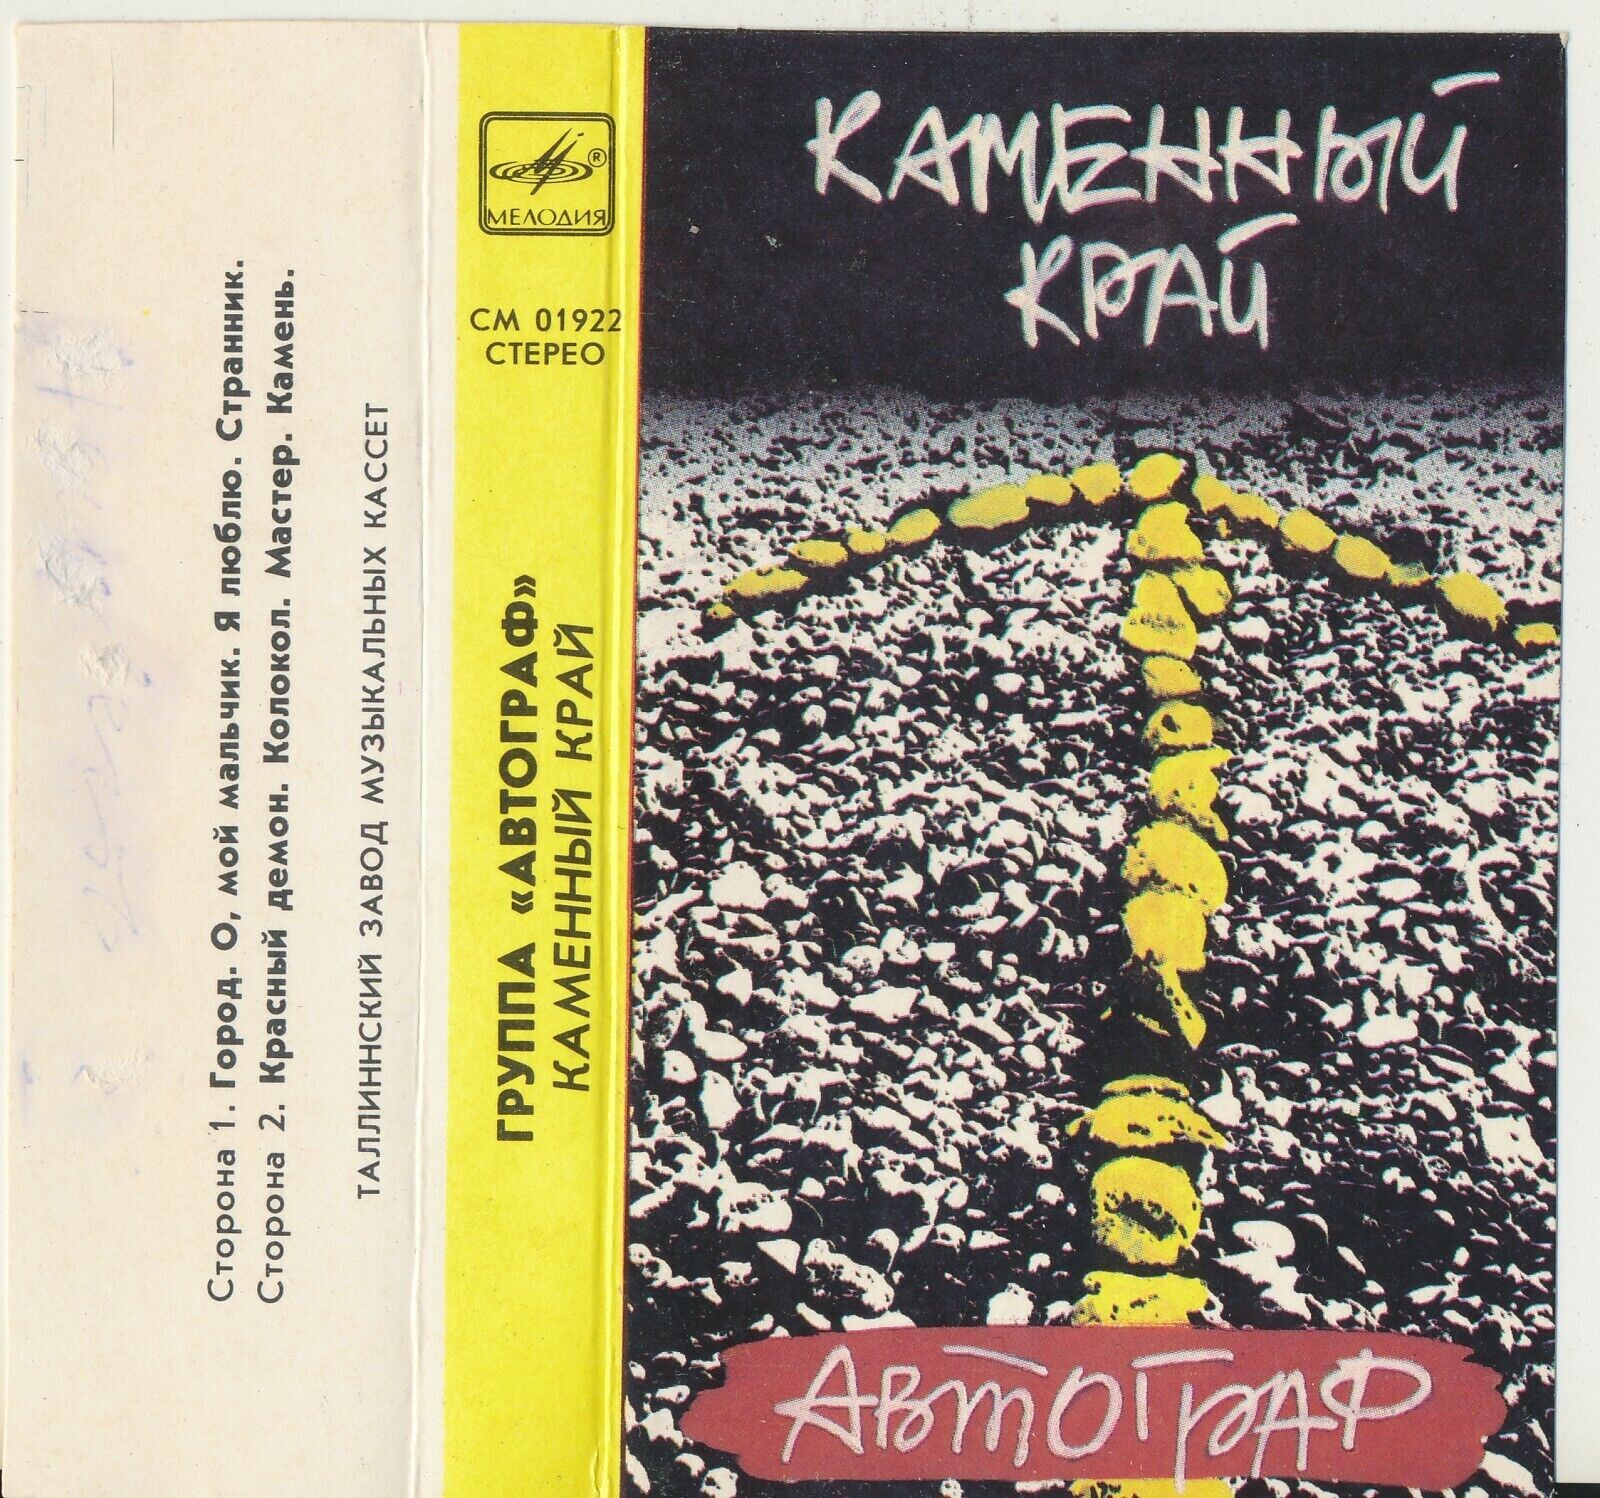 Сторона 1. Город. О, мой мальчик. Я люблю. Странник.
Сторона 2. Красный демон. Колокол. Мастер. Камень.
ТАЛЛИННСКИЙ ЗАВОД МУЗЫКАЛЬНЫХ КАССЕТ
®
МЕЛОДИЯ
СМ 01922
СТЕРЕО
ГРУППА «АВТОГРАФ»
КАМЕННЫЙ КРАЙ
КАМЕННЫЙ
КРАЙ
АВТОГРАФ